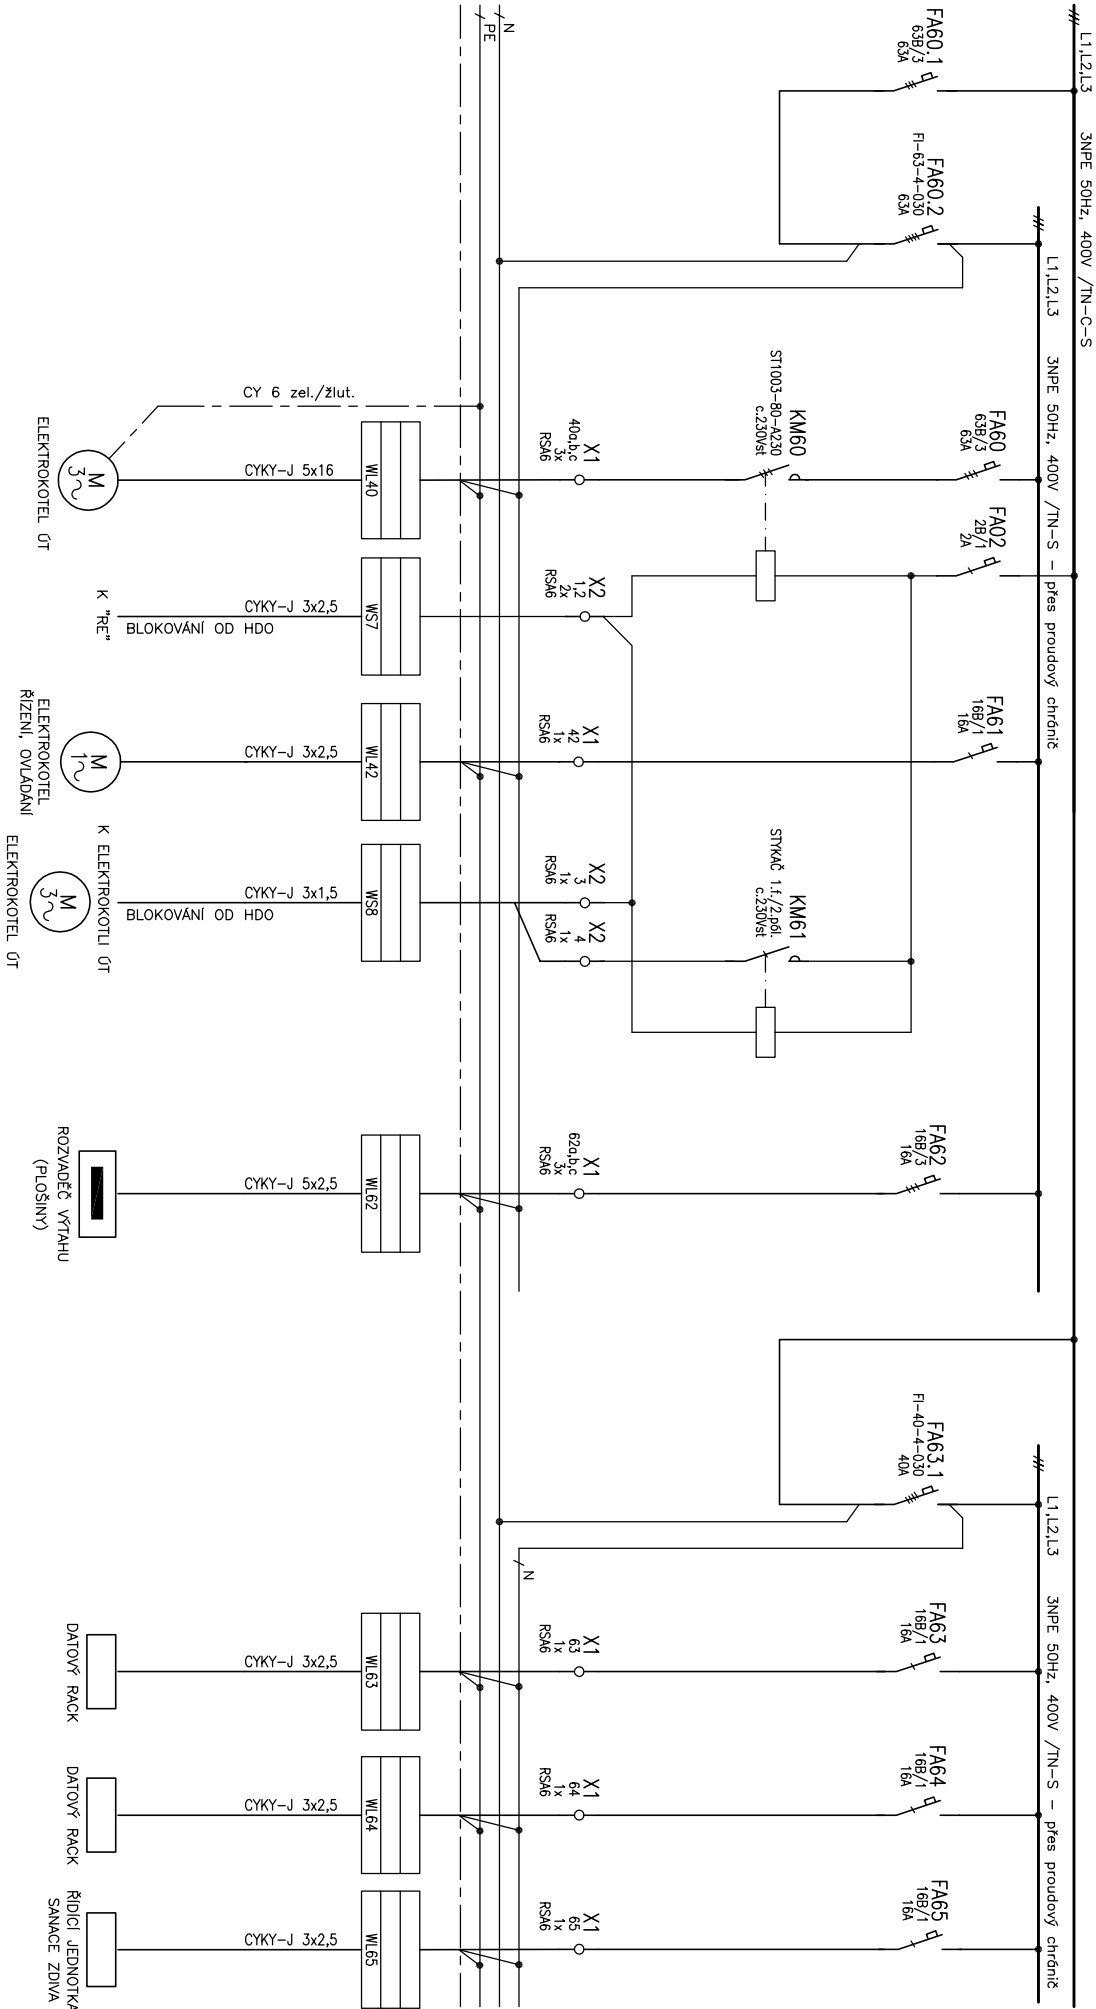 L1,L2,L3
3NPE 50Hz, 400V /TN-C-S
FA60.1
63B/3
63A
FA60.2
FI-63-4-030
63A
L1,L2,L3
3NPE 50Hz, 400V /TN-S - přes proudový chránič
FA60
63B/3
63A
FA02
2B/1
2A
FA61
16B/1
16A
FA62
16B/3
16A
FA63.1
FI-40-4-030
40A
L1,L2,L3
3NPE 50Hz, 400V /TN-S - přes proudový chránič
FA63
16B/1
16A
FA64
16B/1
16A
FA65
16B/1
16A
KM60
ST1003-80-A230
c.230Vst
KM61
STYKAČ 1.f./2.pól.
c.230Vst
X1
40a,b,c
3x
RSA6
X2
1,2
2x
RSA6
X1
42
1x
RSA6
X2
3
1x
RSA6
X2
4
1x
RSA6
X1
62a,b,c
3x
RSA6
X1
63
1x
RSA6
X1
64
1x
RSA6
X1
65
1x
RSA6
N
PE
N
WL40
WS7
WL42
WS8
WL62
WL63
WL64
WL65
CY 6 zel./žlut.
CYKY-J 5x16
CYKY-J 3x2,5
BLOKOVÁNÍ OD HDO
CYKY-J 3x2,5
CYKY-J 3x1,5
BLOKOVÁNÍ OD HDO
CYKY-J 5x2,5
CYKY-J 3x2,5
CYKY-J 3x2,5
CYKY-J 3x2,5
M
3~
ELEKTROKOTEL ÚT
K "RE"
M
1~
ELEKTROKOTEL
ŘÍZENÍ, OVLÁDÁNÍ
K ELEKTROKOTLI ÚT
M
3~
ELEKTROKOTEL ÚT
ROZVADĚČ VÝTAHU
(PLOŠINY)
DATOVÝ RACK
DATOVÝ RACK
ŘÍDÍCÍ JEDNOTKA
SANACE ZDIVA